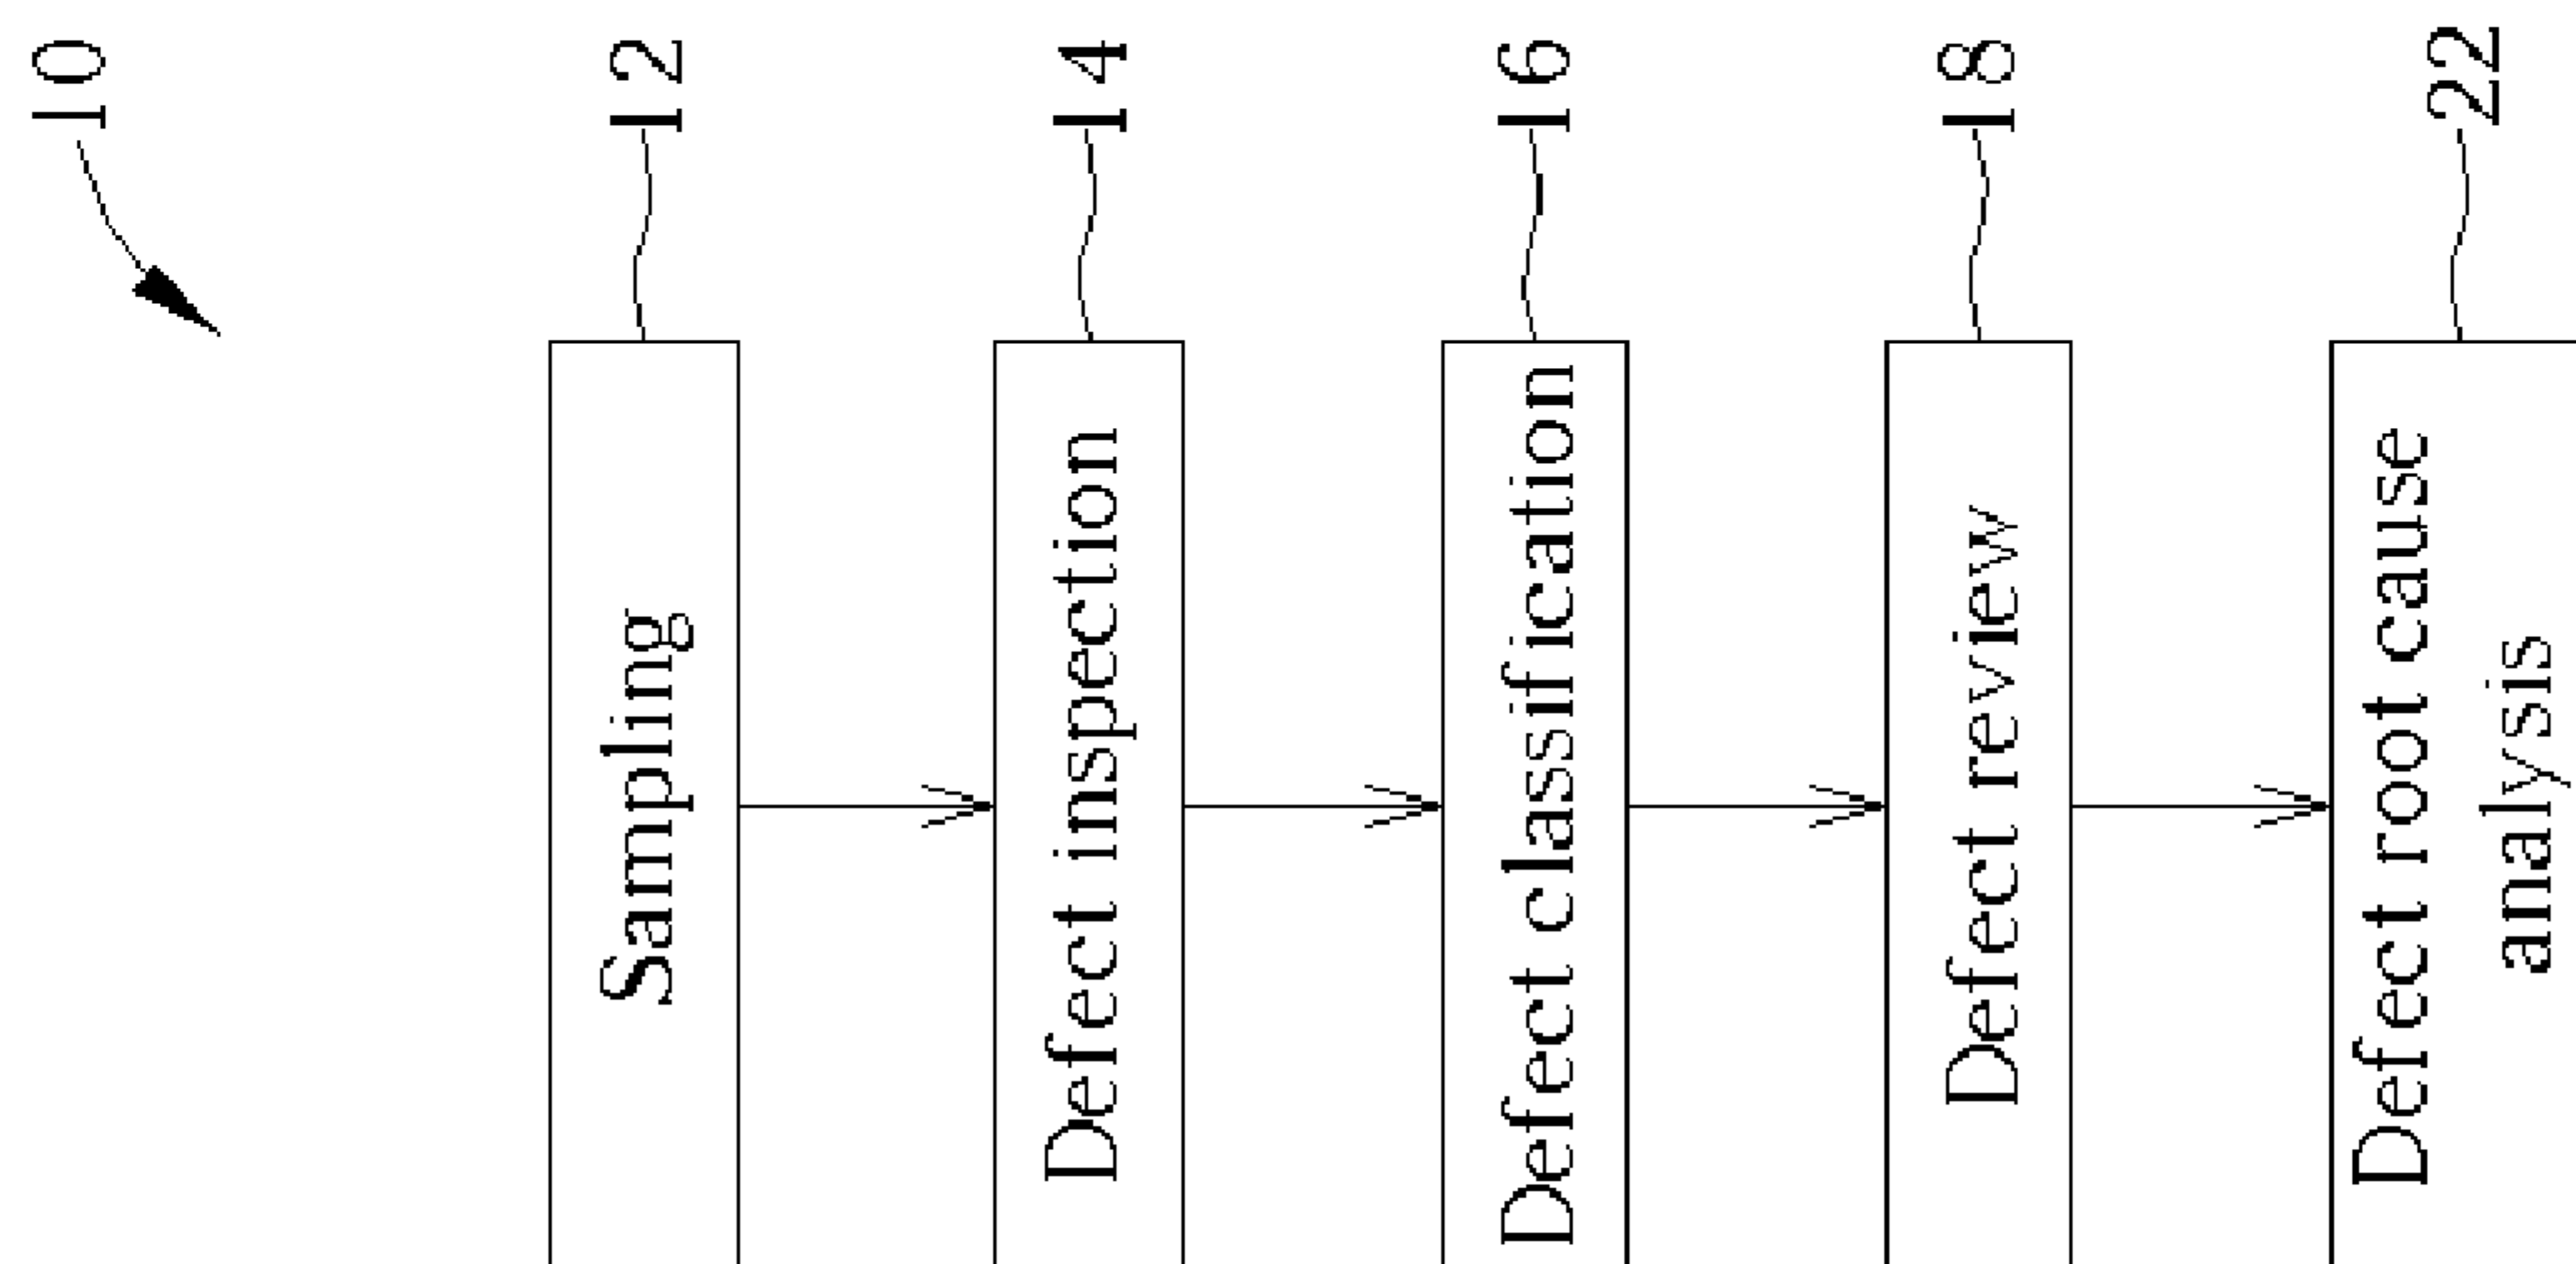 10
Sampling
12
Defect inspection
14
Defect classification
16
Defect review
18
Defect root cause
analysis
22